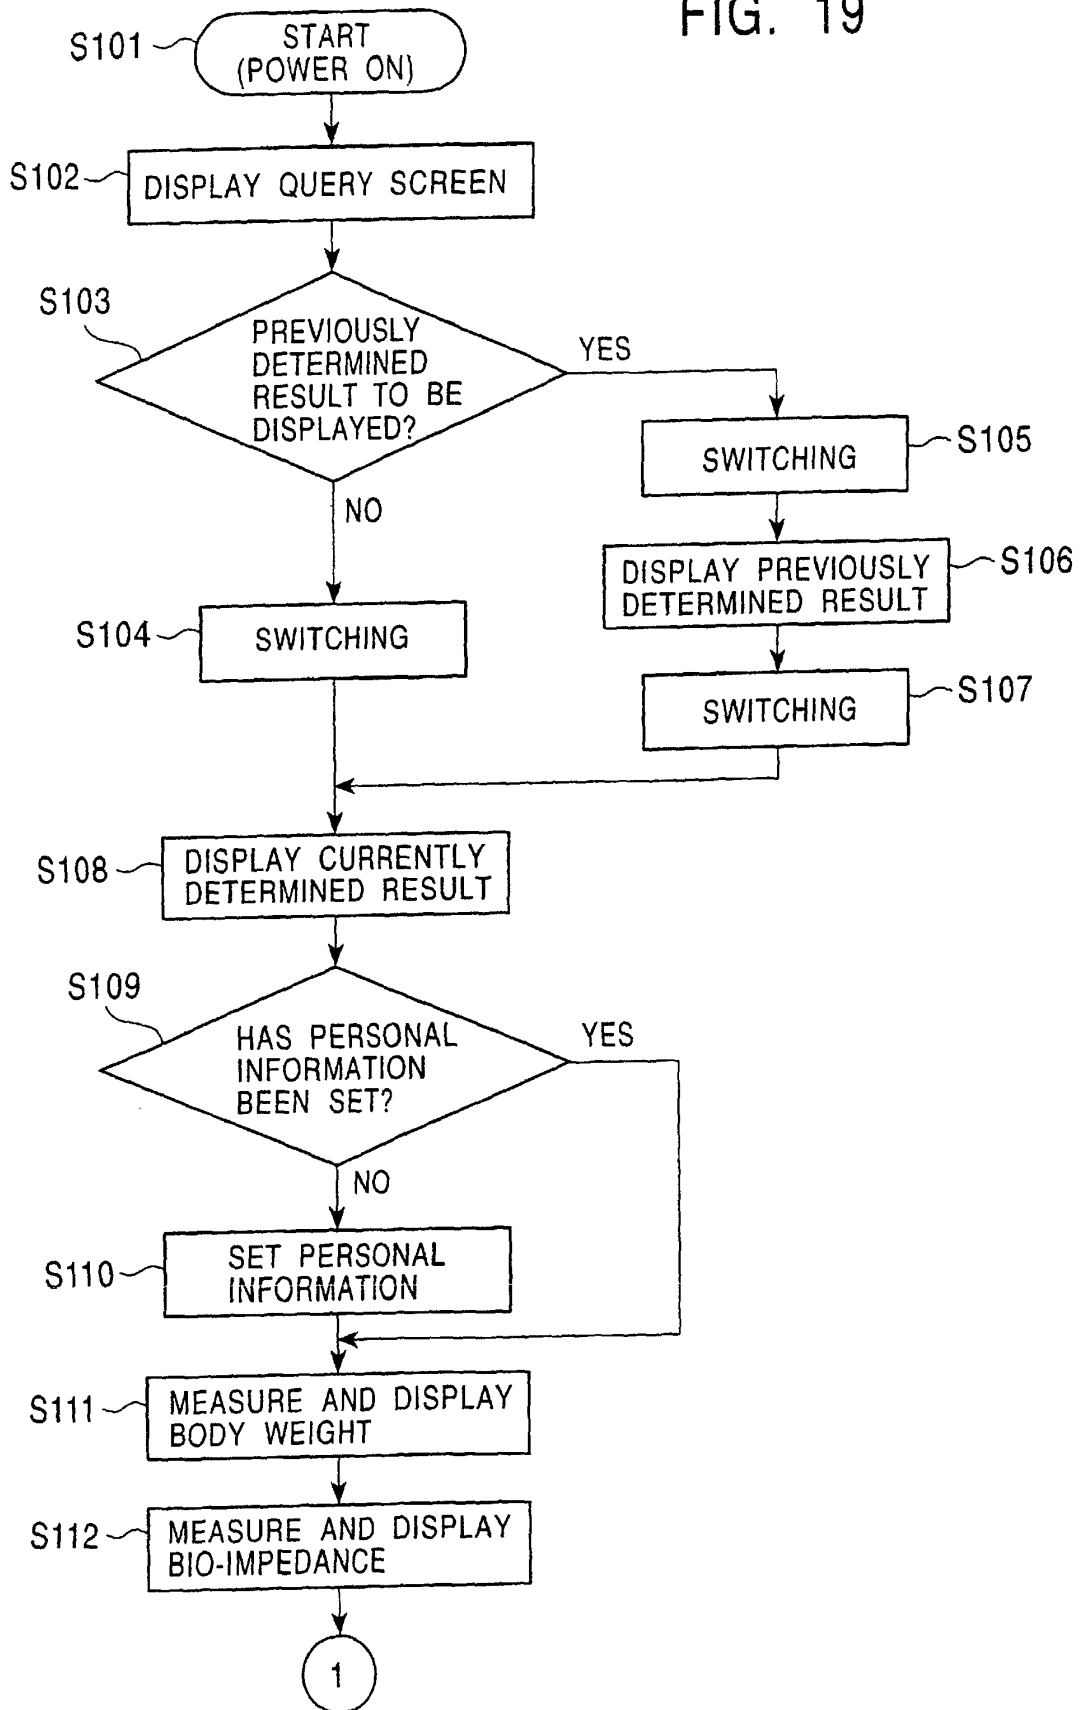 FIG. 19
S101
START
(POWER ON)
S102
DISPLAY QUERY SCREEN
S103
PREVIOUSLY
DETERMINED
RESULT TO BE
DISPLAYED?
YES
NO
S105
SWITCHING
S106
DISPLAY PREVIOUSLY
DETERMINED RESULT
S104
SWITCHING
S107
SWITCHING
S108
DISPLAY CURRENTLY
DETERMINED RESULT
S109
HAS PERSONAL
INFORMATION
BEEN SET?
YES
NO
S110
SET PERSONAL
INFORMATION
S111
MEASURE AND DISPLAY
BODY WEIGHT
S112
MEASURE AND DISPLAY
BIO-IMPEDANCE
1